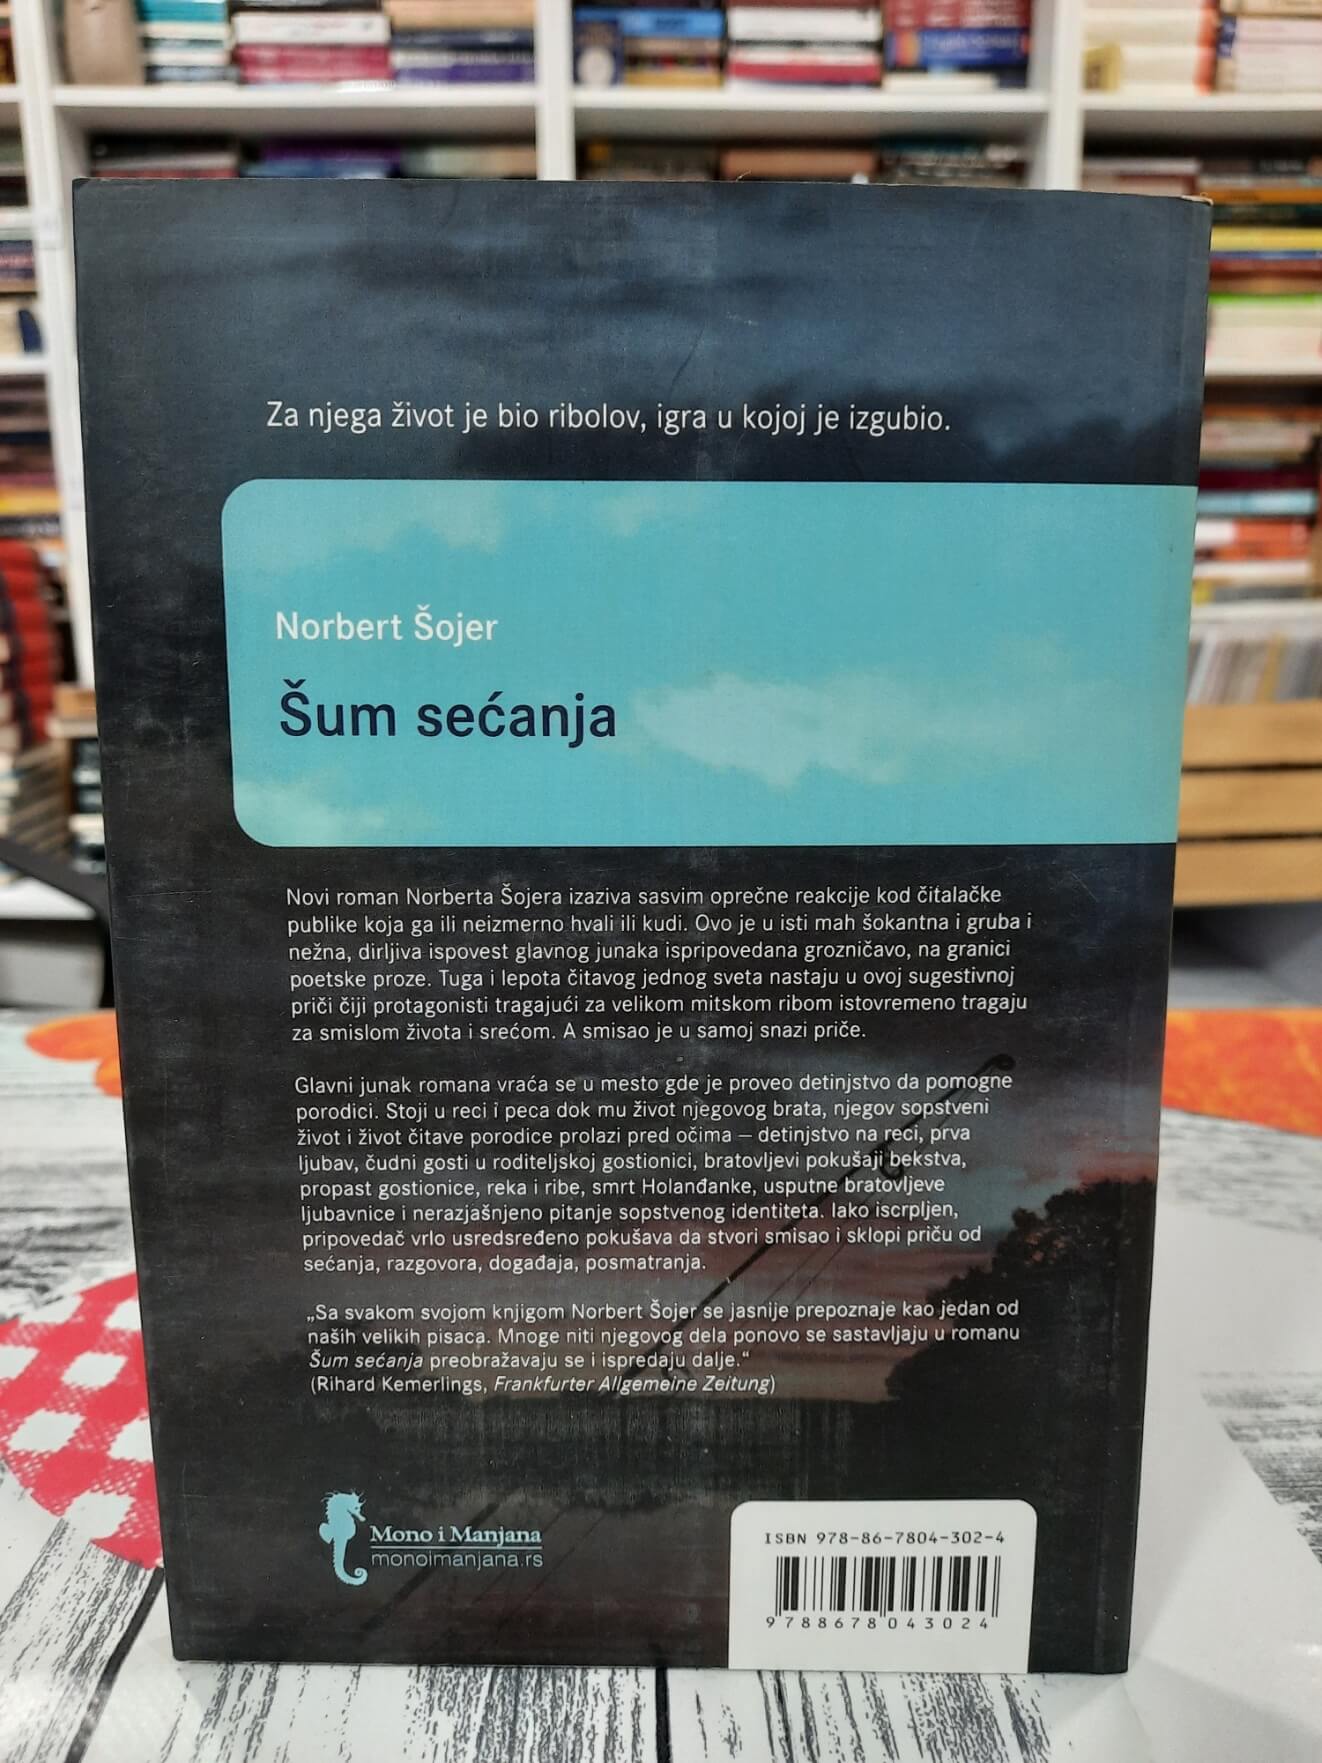 Za njega život je bio ribolov, igra u kojoj je izgubio.
Norbert Šojer
Šum sećanja
Novi roman Norberta Šojera izaziva sasvim oprečne reakcije kod čitalačke
publike koja ga ili neizmerno hvali ili kudi. Ovo je u isti mah šokantna i gruba i
nežna, dirljiva ispovest glavnog junaka ispripovedana grozničavo, na granici
poetske proze. Tuga i lepota čitavog jednog sveta nastaju u ovoj sugestivnoj
priči čiji protagonisti tragajući za velikom mitskom ribom istovremeno tragaju
za smislom života i srećom. A smisao je u samoj snazi priče.
Glavni junak romana vraća se u mesto gde je proveo detinjstvo da pomogne
porodici. Stoji u reci i peca dok mu život njegovog brata, njegov sopstveni
život i život čitave porodice prolazi pred očima – detinjstvo na reci, prva
ljubav, čudni gosti u roditeljskoj gostionici, bratovljevi pokušaji bekstva,
propast gostionice, reka i ribe, smrt Holanđanke, usputne bratovljeve
ljubavnice i nerazjašnjeno pitanje sopstvenog identiteta. Iako iscrpljen,
pripovedač vrlo usredsređeno pokušava da stvori smisao i sklopi priču od
sećanja, razgovora, događaja, posmatranja.
„Sa svakom svojom knjigom Norbert Šojer se jasnije prepoznaje kao jedan od
naših velikih pisaca. Mnoge niti njegovog dela ponovo se sastavljaju u romanu
Šum sećanja preobražavaju se i ispredaju dalje.“
(Rihard Kemerlings, Frankfurter Allgemeine Zeitung)
Mono i Manjana
monoimanjana.rs
ISBN 978-86-7804-302-4
9788678043024